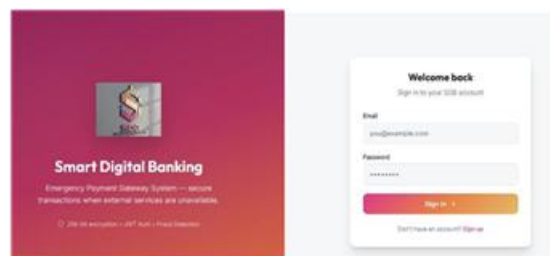 Smart Digital Banking
Emergency Payment Gateway System — secure
transactions when external services are unavailable.
256-bit encryption • JWT Auth • Fraud Detection
Welcome back
Sign in to your SDB account
Email
you@example.com
Password
••••••••
Sign in
Don't have an account? Sign up